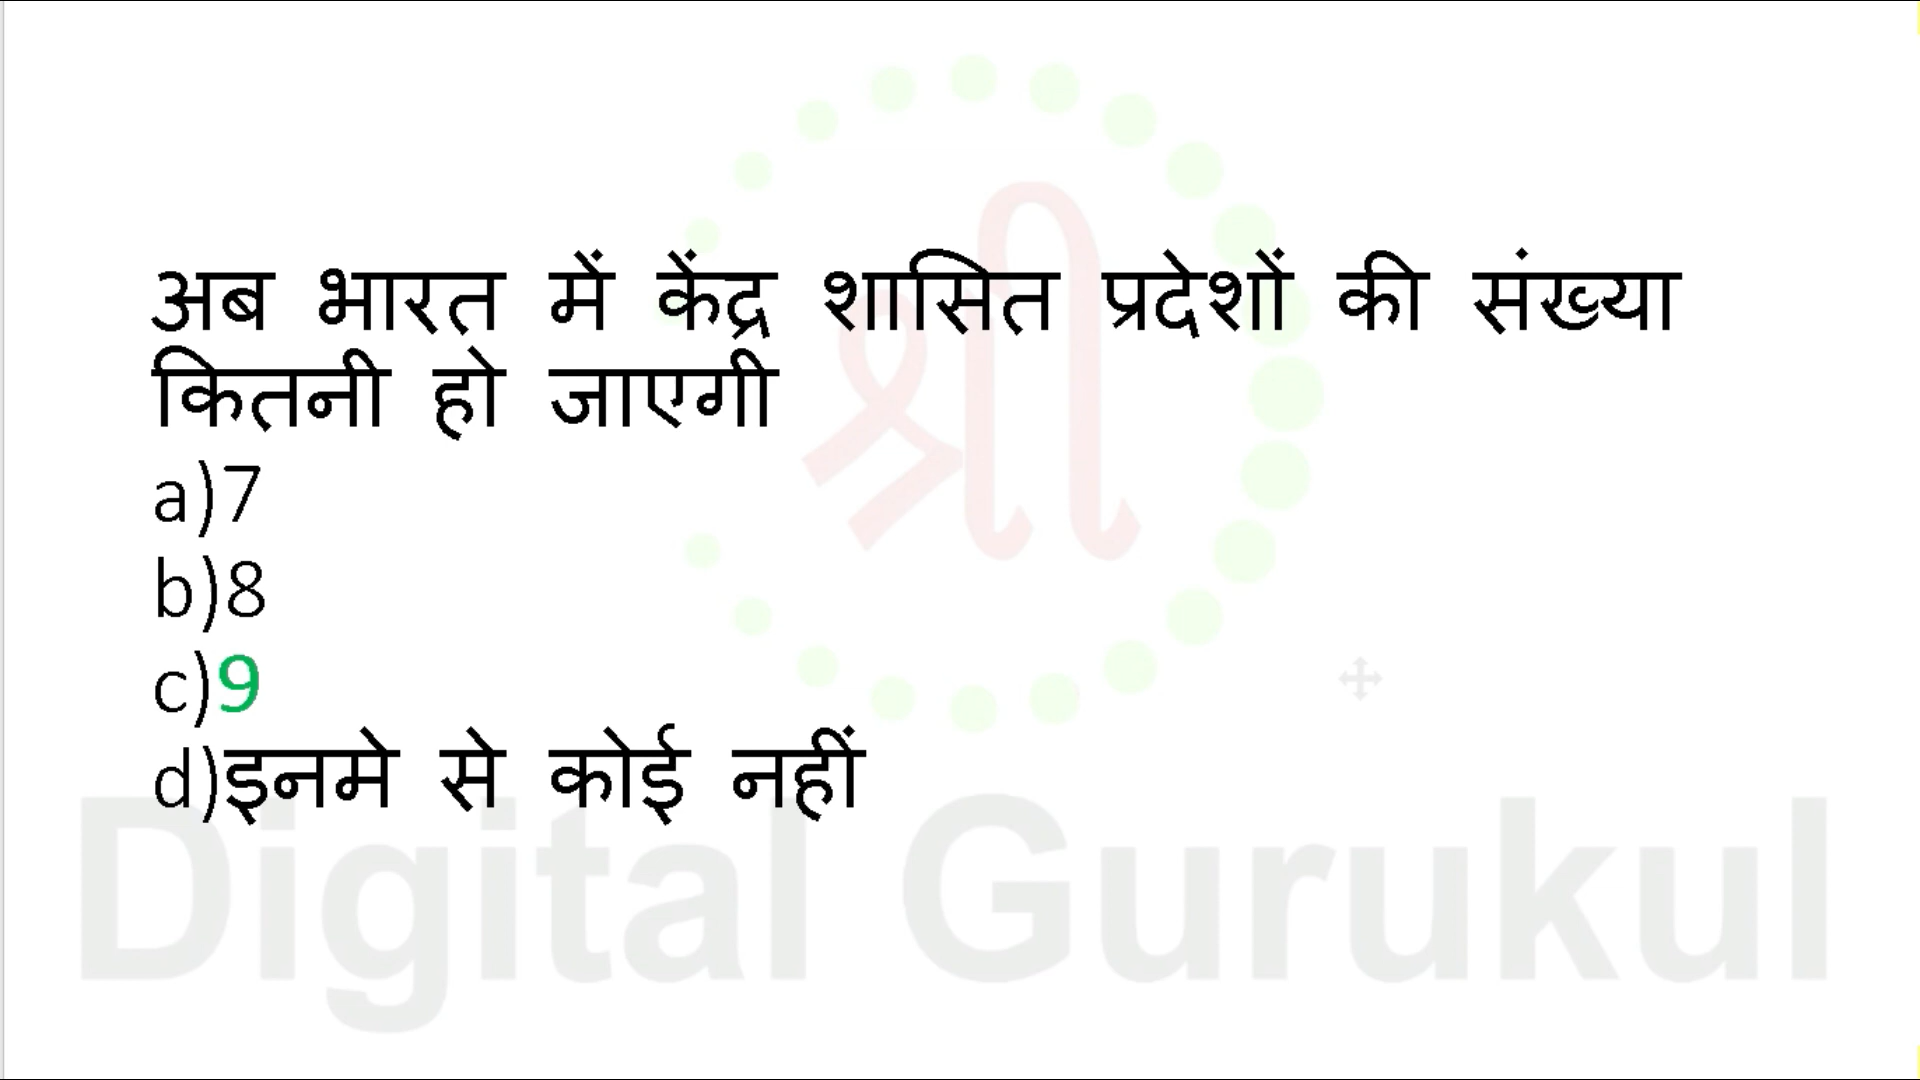 अब भारत में केंद्र शासित प्रदेशों की संख्या
कितनी हो जाएगी
a)7
b)8
c)9
d)इनमे से कोई नहीं
श्री
Digital Gurukul